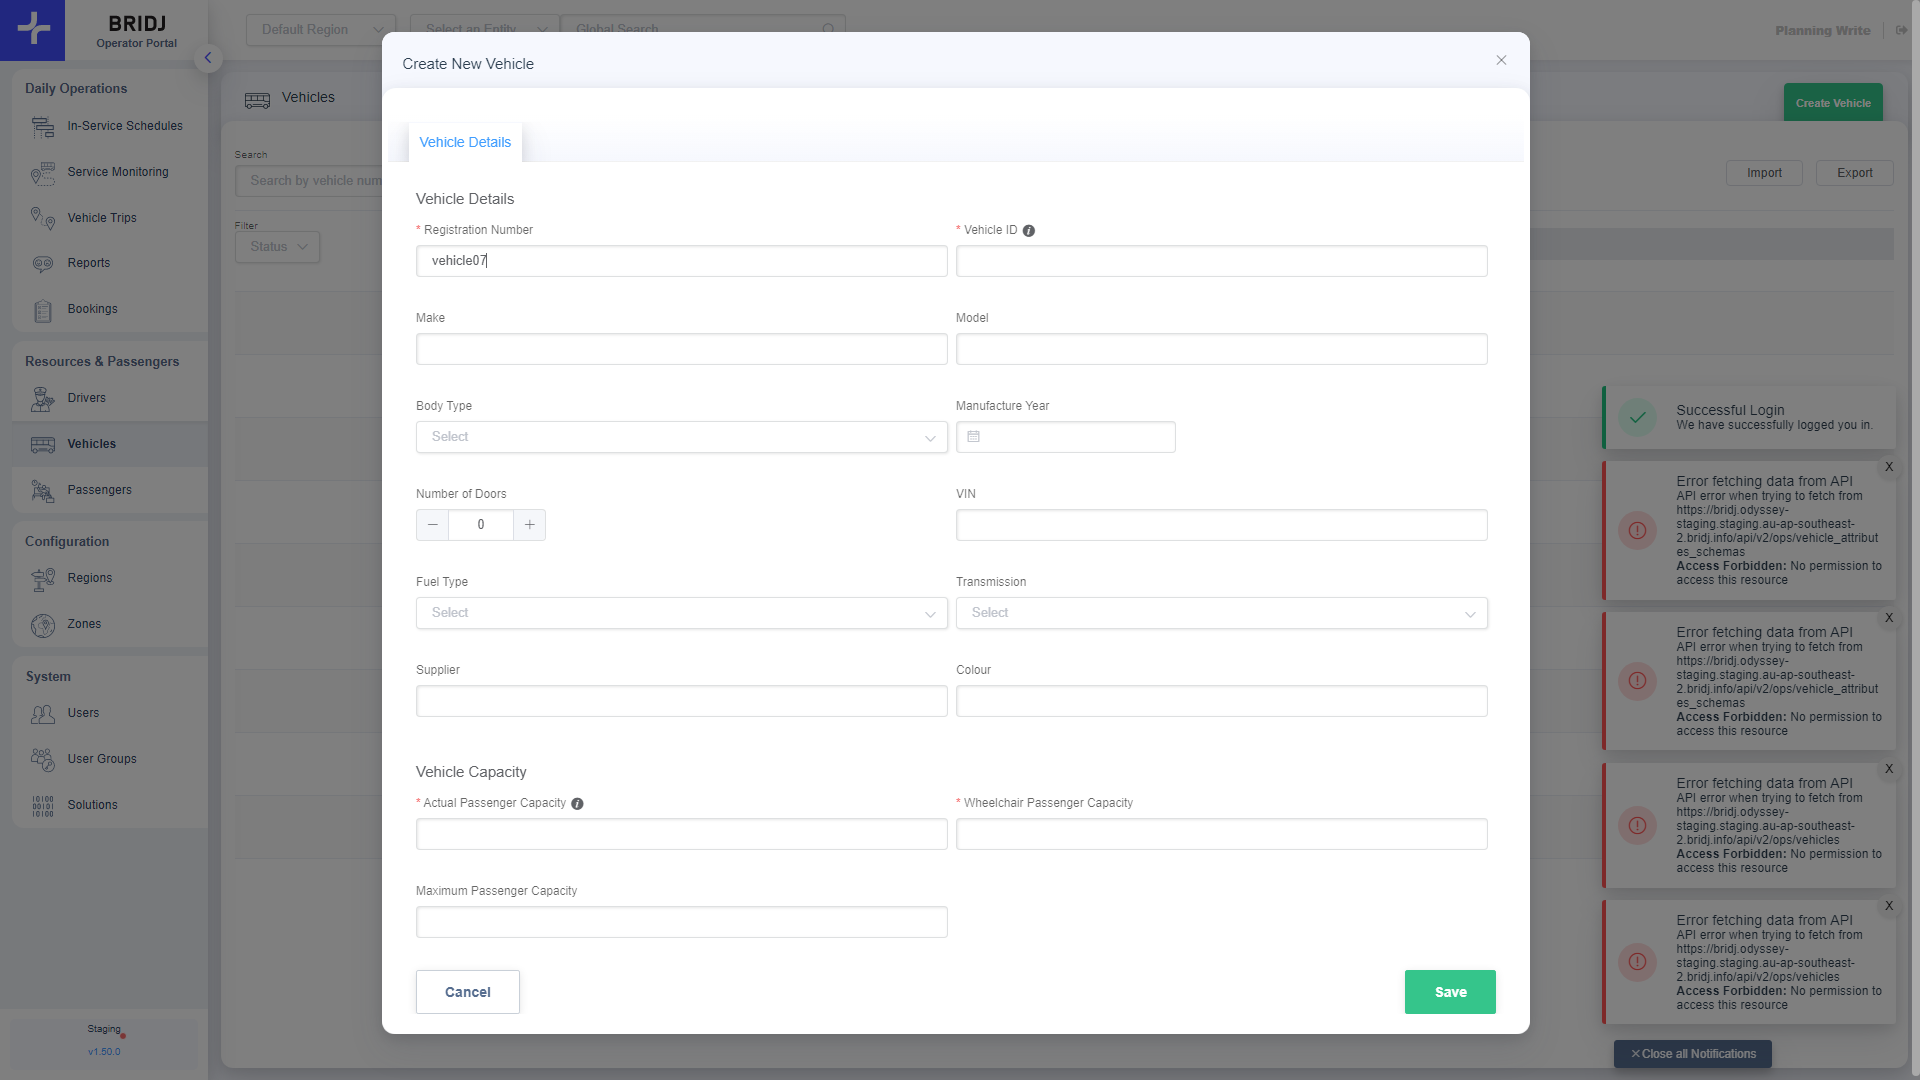 BRIDJ
Operator Portal
Default Region
Select an Entity
Global Search
Planning Write
Daily Operations
In-Service Schedules
Service Monitoring
Vehicle Trips
Reports
Bookings
Resources & Passengers
Drivers
Vehicles
Passengers
Configuration
Regions
Zones
System
Users
User Groups
Solutions
Staging
v1.50.0
Vehicles
Create Vehicle
Search
Search by vehicle num
Import
Export
Filter
Status
Create New Vehicle
Vehicle Details
Vehicle Details
* Registration Number
vehicle07
* Vehicle ID
Make
Model
Body Type
Select
Manufacture Year
Number of Doors
0
VIN
Fuel Type
Select
Transmission
Select
Supplier
Colour
Vehicle Capacity
* Actual Passenger Capacity
* Wheelchair Passenger Capacity
Maximum Passenger Capacity
Cancel
Save
Successful Login
We have successfully logged you in.
X
Error fetching data from API
API error when trying to fetch from
https://bridj.odyssey-
staging.staging.au-ap-southeast-
2.bridj.info/api/v2/ops/vehicle_attribut
es_schemas
Access Forbidden: No permission to
access this resource
X
Error fetching data from API
API error when trying to fetch from
https://bridj.odyssey-
staging.staging.au-ap-southeast-
2.bridj.info/api/v2/ops/vehicle_attribut
es_schemas
Access Forbidden: No permission to
access this resource
X
Error fetching data from API
API error when trying to fetch from
https://bridj.odyssey-
staging.staging.au-ap-southeast-
2.bridj.info/api/v2/ops/vehicles
Access Forbidden: No permission to
access this resource
X
Error fetching data from API
API error when trying to fetch from
https://bridj.odyssey-
staging.staging.au-ap-southeast-
2.bridj.info/api/v2/ops/vehicles
Access Forbidden: No permission to
access this resource
Close all Notifications